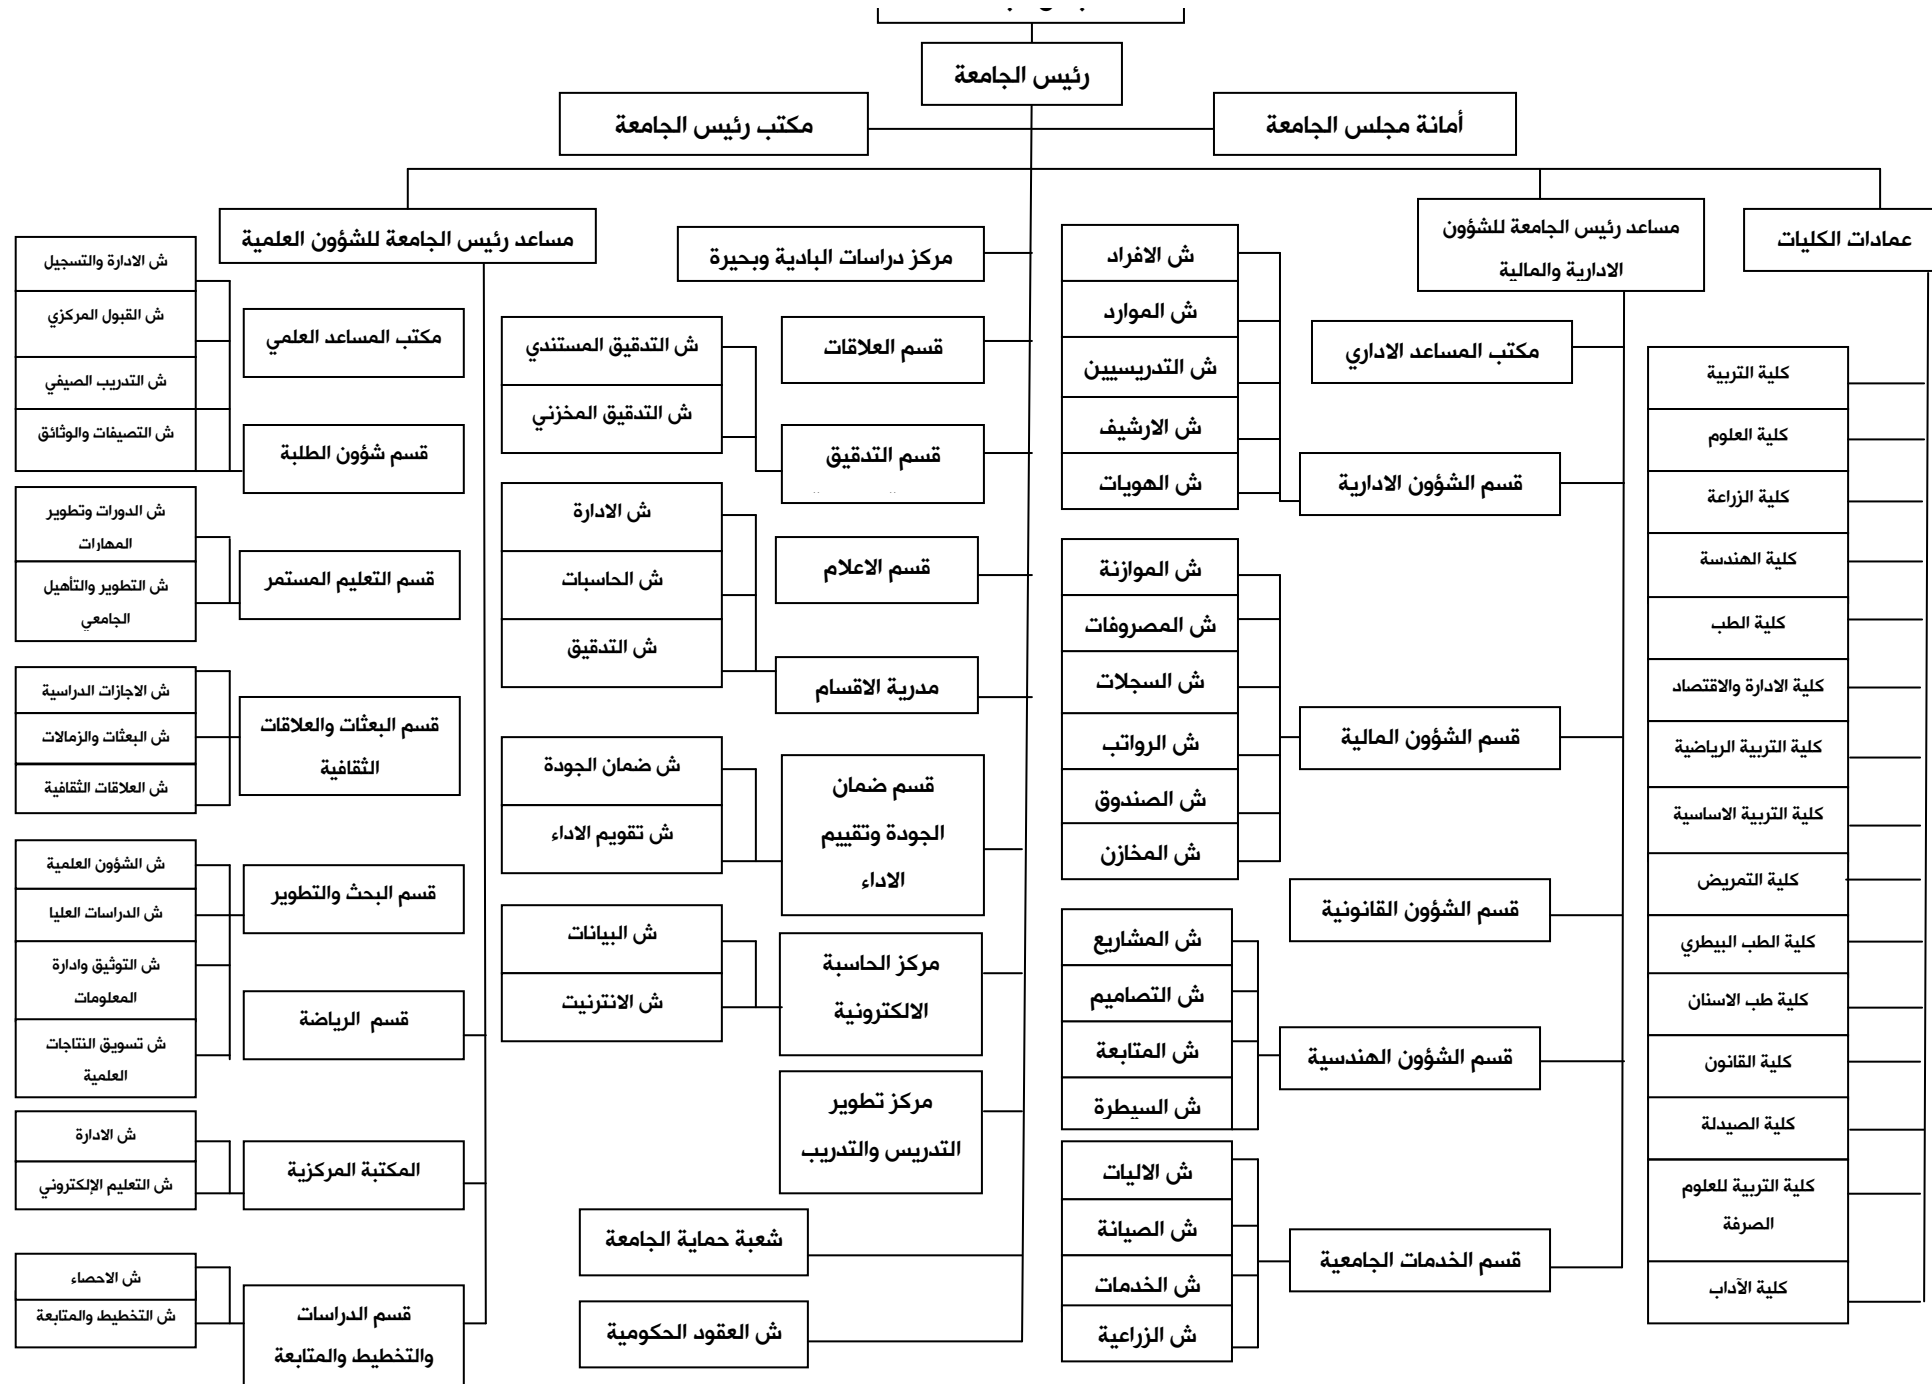 رئيس الجامعة
أمانة مجلس الجامعة
مكتب رئيس الجامعة
عمادات الكليات
مساعد رئيس الجامعة للشؤون
الادارية والمالية
مساعد رئيس الجامعة للشؤون العلمية
كلية التربية
كلية العلوم
كلية الزراعة
كلية الهندسة
كلية الطب
كلية الادارة والاقتصاد
كلية التربية الرياضية
كلية التربية الاساسية
كلية التمريض
كلية الطب البيطري
كلية طب الاسنان
كلية القانون
كلية الصيدلة
كلية التربية للعلوم
الصرفة
كلية الآداب
مكتب المساعد الاداري
قسم الشؤون الادارية
قسم الشؤون المالية
قسم الشؤون القانونية
قسم الشؤون الهندسية
قسم الخدمات الجامعية
ش الافراد
ش الموارد
ش التدريسيين
ش الارشيف
ش الهويات
ش الموازنة
ش المصروفات
ش السجلات
ش الرواتب
ش الصندوق
ش المخازن
ش المشاريع
ش التصاميم
ش المتابعة
ش السيطرة
ش الاليات
ش الصيانة
ش الخدمات
ش الزراعية
مركز دراسات البادية وبحيرة
قسم العلاقات
قسم التدقيق
قسم الاعلام
مدرية الاقسام
قسم ضمان
الجودة وتقييم
الاداء
مركز الحاسبة
الالكترونية
مركز تطوير
التدريس والتدريب
شعبة حماية الجامعة
ش العقود الحكومية
ش التدقيق المستندي
ش التدقيق المخزني
ش الادارة
ش الحاسبات
ش التدقيق
ش ضمان الجودة
ش تقويم الاداء
ش البيانات
ش الانترنيت
مكتب المساعد العلمي
قسم شؤون الطلبة
قسم التعليم المستمر
قسم البعثات والعلاقات
الثقافية
قسم البحث والتطوير
قسم الرياضة
المكتبة المركزية
قسم الدراسات
والتخطيط والمتابعة
ش الادارة والتسجيل
ش القبول المركزي
ش التدريب الصيفي
ش التصيفات والوثائق
ش الدورات وتطوير
المهارات
ش التطوير والتأهيل
الجامعي
ش الاجازات الدراسية
ش البعثات والزمالات
ش العلاقات الثقافية
ش الشؤون العلمية
ش الدراسات العليا
ش التوثيق وادارة
المعلومات
ش تسويق النتاجات
العلمية
ش الادارة
ش التعليم الإلكتروني
ش الاحصاء
ش التخطيط والمتابعة